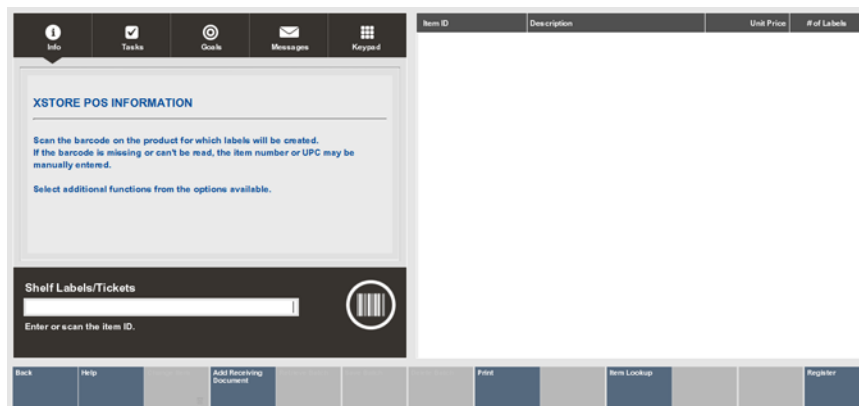 Info
Tasks
Goals
Messages
Keypad
Item ID
Description
Unit Price
# of Labels
XSTORE POS INFORMATION
Scan the barcode on the product for which labels will be created.
If the barcode is missing or can't be read, the item number or UPC may be
manually entered.
Select additional functions from the options available.
Shelf Labels/Tickets
Enter or scan the item ID.
Back
Help
Add Receiving
Document
Print
Item Lookup
Register